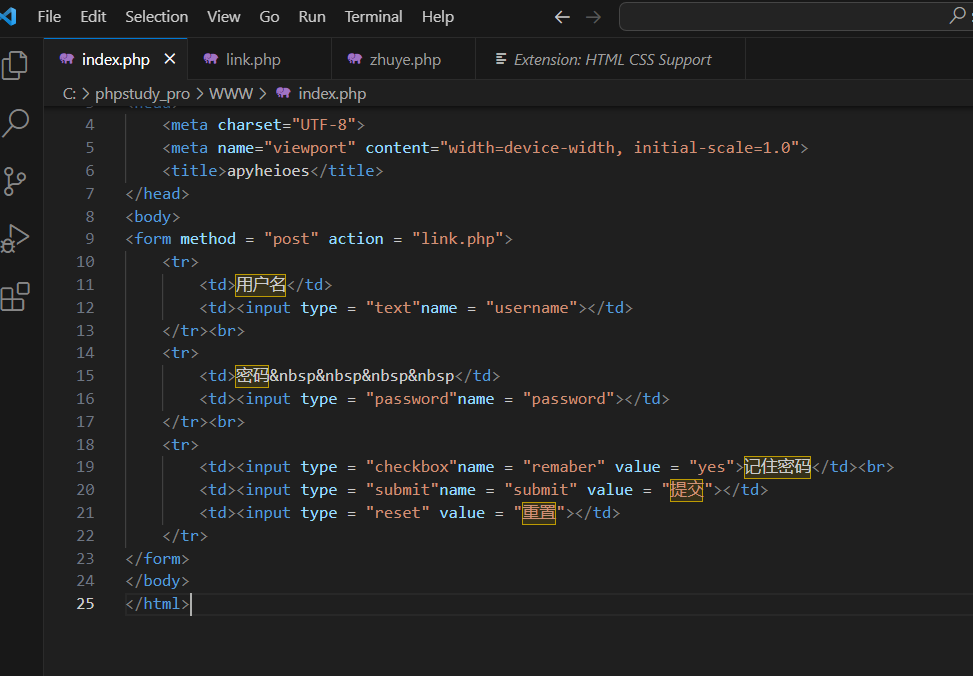 File Edit Selection View Go Run Terminal Help
index.php link.php zhuye.php Extension: HTML CSS Support
C: > phpstudy_pro > WWW > index.php
4 <meta charset="UTF-8">
5 <meta name="viewport" content="width=device-width, initial-scale=1.0">
6 <title>apyheioes</title>
7 </head>
8 <body>
9 <form method = "post" action = "link.php">
10 <tr>
11 <td>用户名</td>
12 <td><input type = "text"name = "username"></td>
13 </tr><br>
14 <tr>
15 <td>密码&nbsp&nbsp&nbsp&nbsp</td>
16 <td><input type = "password"name = "password"></td>
17 </tr><br>
18 <tr>
19 <td><input type = "checkbox"name = "remaber" value = "yes">记住密码</td><br>
20 <td><input type = "submit"name = "submit" value = "提交"></td>
21 <td><input type = "reset" value = "重置"></td>
22 </tr>
23 </form>
24 </body>
25 </html>